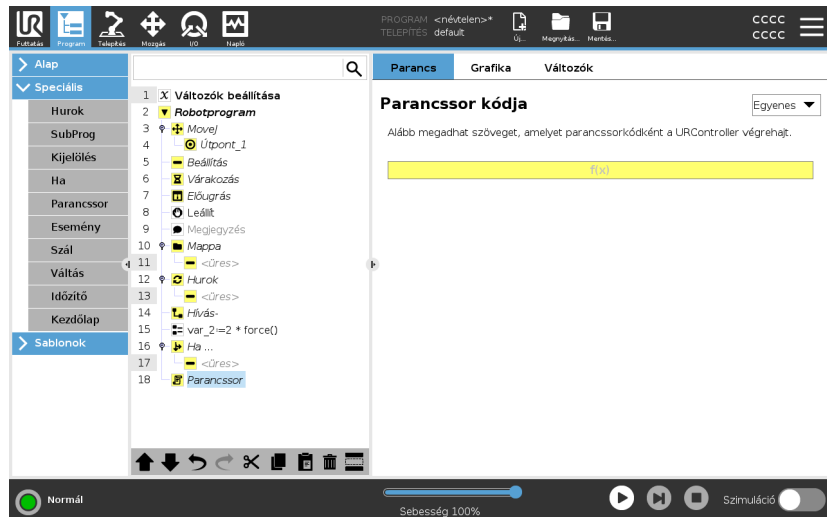 UR
Futtatás
Program
Telepítés
Mozgás
I/O
Napló
PROGRAM <névtelen>*
TELEPÍTÉS default
Új...
Megnyitás...
Mentés...
CCCC
CCCC
Alap
Speciális
Hurok
SubProg
Kijelölés
Ha
Parancssor
Esemény
Szál
Váltás
Időzítő
Kezdőlap
Sablonok
1 X Változók beállítása
2 Robotprogram
3 MoveJ
4 Útpont_1
5 Beállítás
6 Várakozás
7 Előugrás
8 Leállít
9 Megjegyzés
10 Mappa
11 <üres>
12 Hurok
13 <üres>
14 Hívás-
15 var_2≔2 * force()
16 Ha ...
17 <üres>
18 Parancssor
Parancs Grafika Változók
Parancssor kódja
Egyenes
Alább megadhat szöveget, amelyet parancssorkódként a URController végrehajt.
f(x)
Normál
Sebesség 100%
Szimuláció